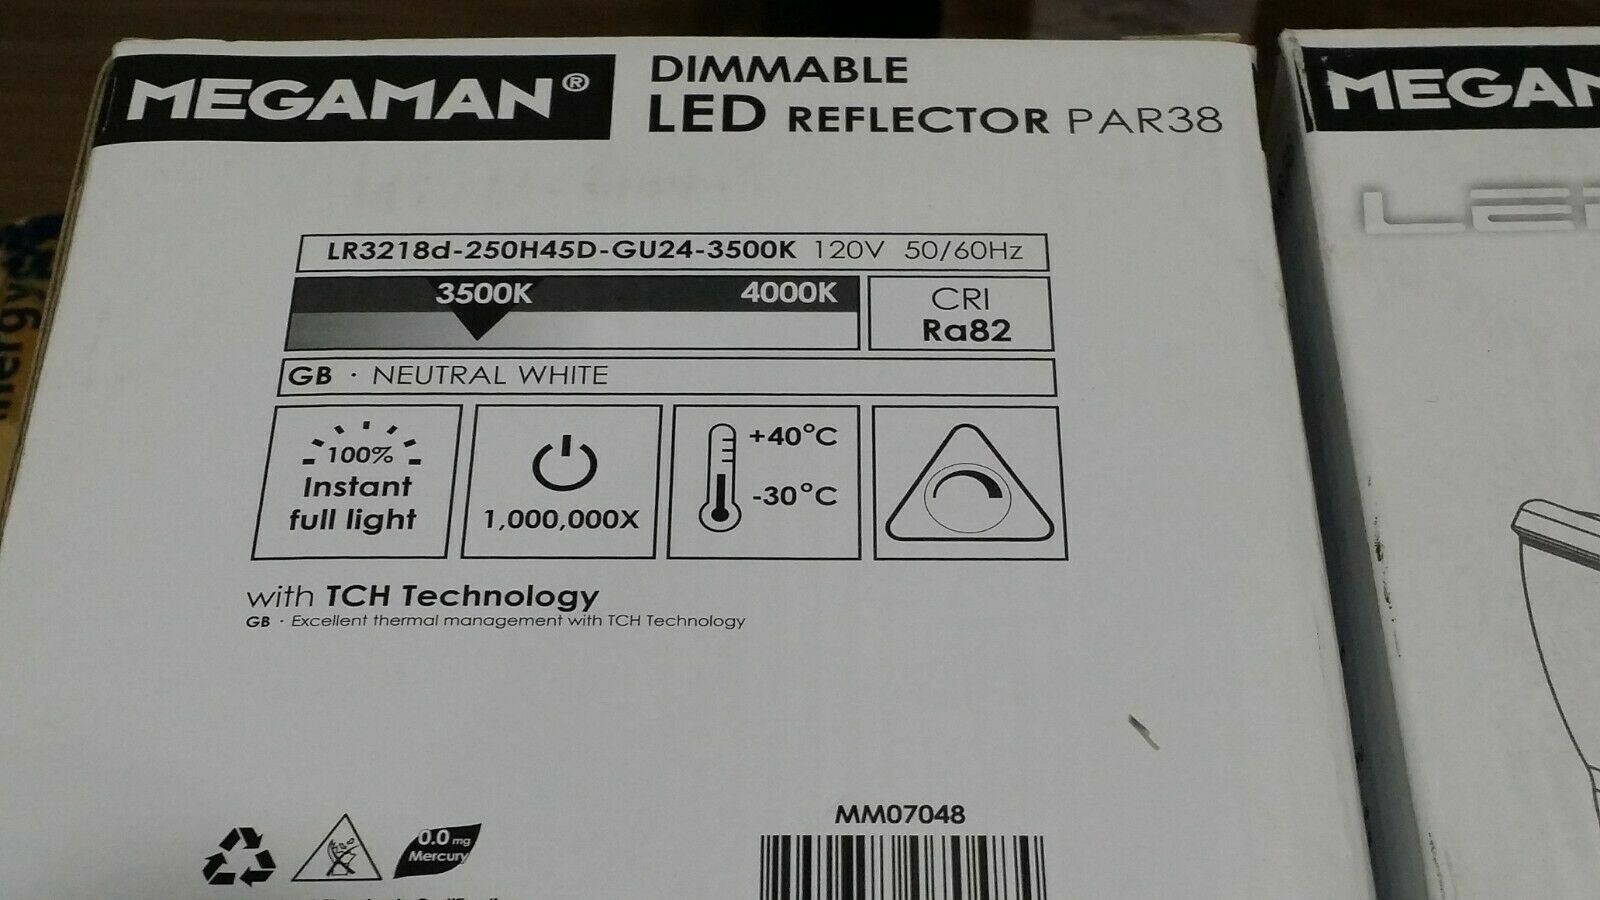 MEGAMAN®
DIMMABLE
LED REFLECTOR PAR38
LR3218d-250H45D-GU24-3500K 120V 50/60Hz
3500K 4000K
CRI
Ra82
GB · NEUTRAL WHITE
100%
Instant
full light
1,000,000X
+40°C
-30°C
with TCH Technology
GB · Excellent thermal management with TCH Technology
MM07048
0.0 mg
Mercury